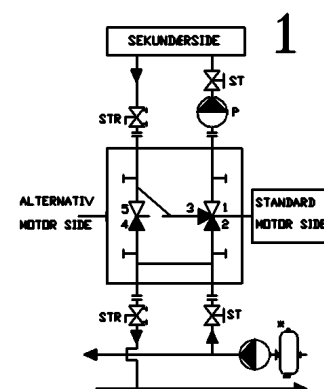 SEKUNDERSIDE
1
ST
P
STR
ALTERNATIV
MOTOR SIDE
5
4
3
1
2
STANDARD
MOTOR SIDE
STR
ST
*